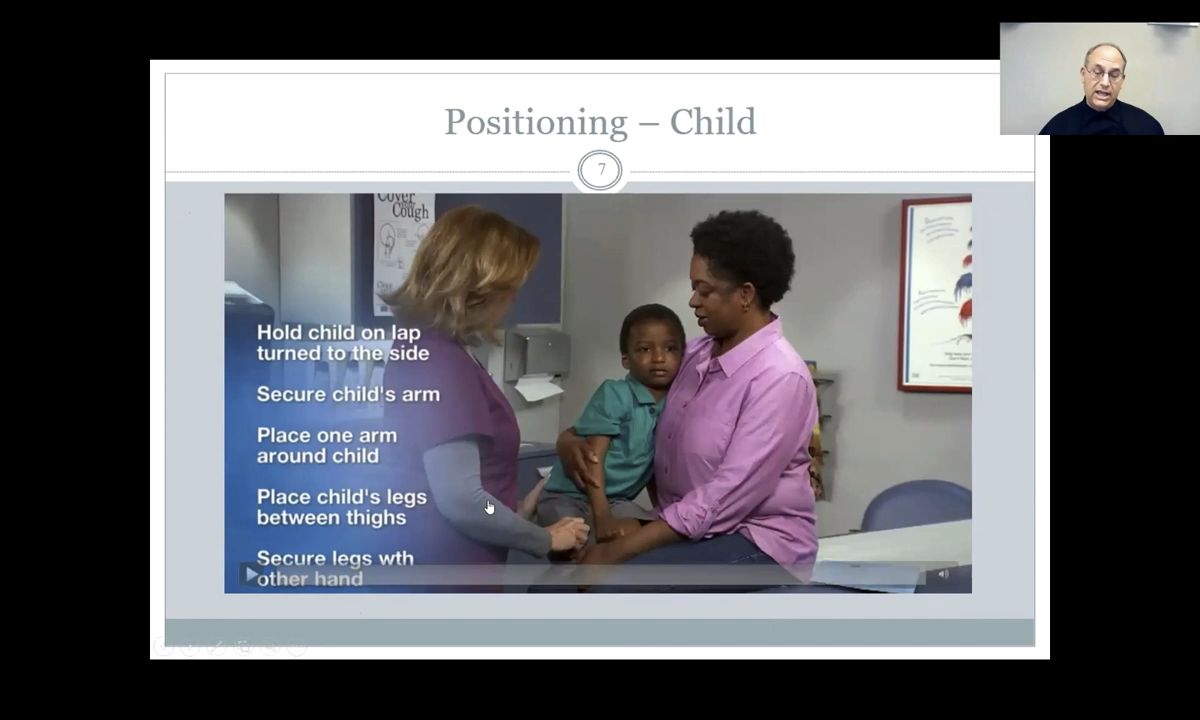 Positioning – Child
7
Cover
Cough
Hold child on lap
turned to the side
Secure child's arm
Place one arm
around child
Place child's legs
between thighs
Secure legs wth
other hand